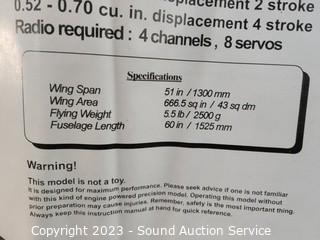 placement 2 stroke
0.52 - 0.70 cu. in. displacement 4 stroke
Radio required : 4 channels , 8 servos
Specifications
Wing Span 51 in / 1300 mm
Wing Area 666.5 sq in / 43 sq dm
Flying Weight 5.5 lb / 2500 g
Fuselage Length 60 in / 1525 mm
Warning!
This model is not a toy.
It is designed for maximum performance. Please seek advice if one is not familiar
with this kind of engine powered precision model. Operating this model without
prior preparation may cause injuries. Remember, safety is the most important thing.
Always keep this instruction manual at hand for quick reference.
Copyright 2023 - Sound Auction Service